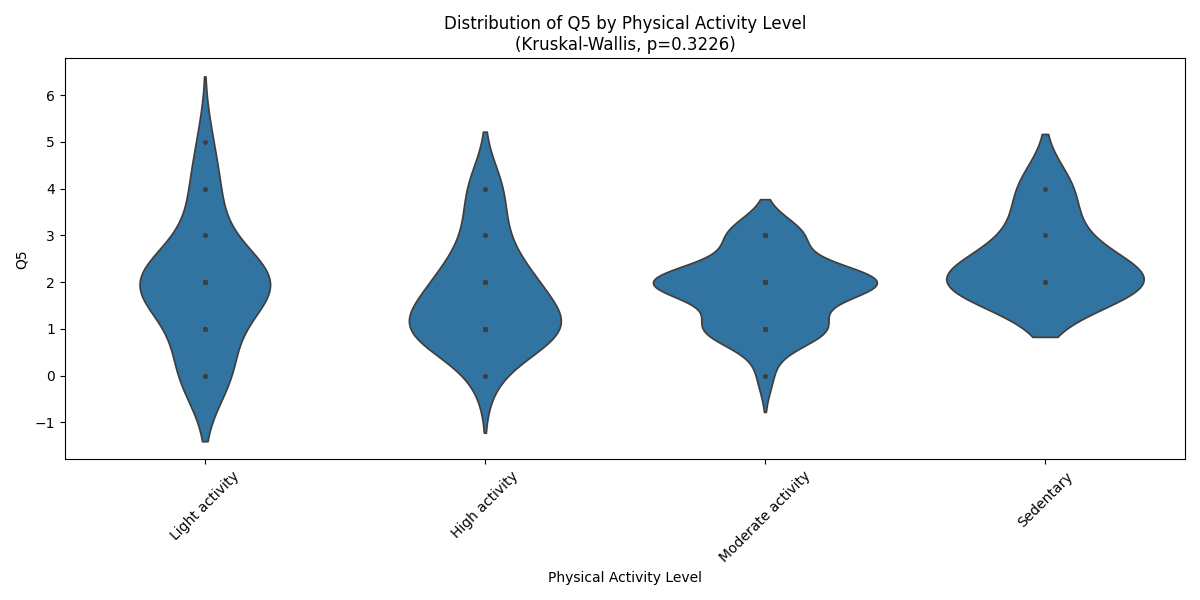 Distribution of Q5 by Physical Activity Level
(Kruskal-Wallis, p=0.3226)
Q5
6
5
4
3
2
1
0
−1
Light activity
High activity
Moderate activity
Sedentary
Physical Activity Level